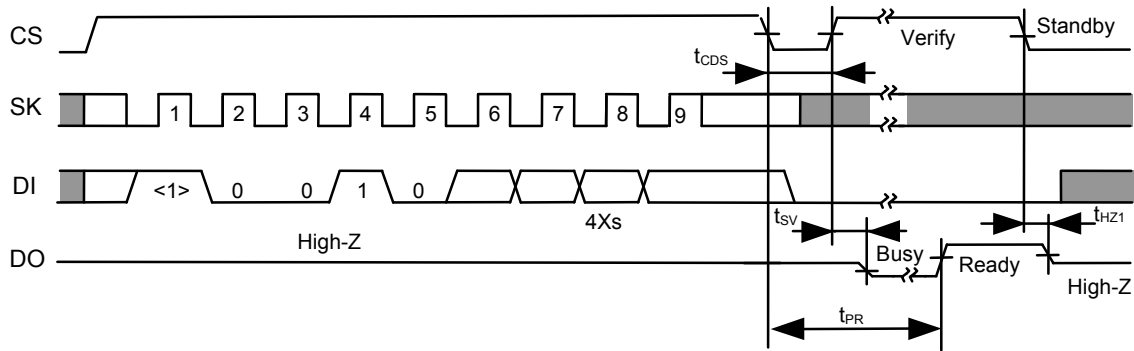 CS
Verify
Standby
tCDS
SK
1 2 3 4 5 6 7 8 9
DI
<1> 0 0 1 0
4Xs
tSV
tHZ1
High-Z
Busy
DO
Ready
High-Z
tPR